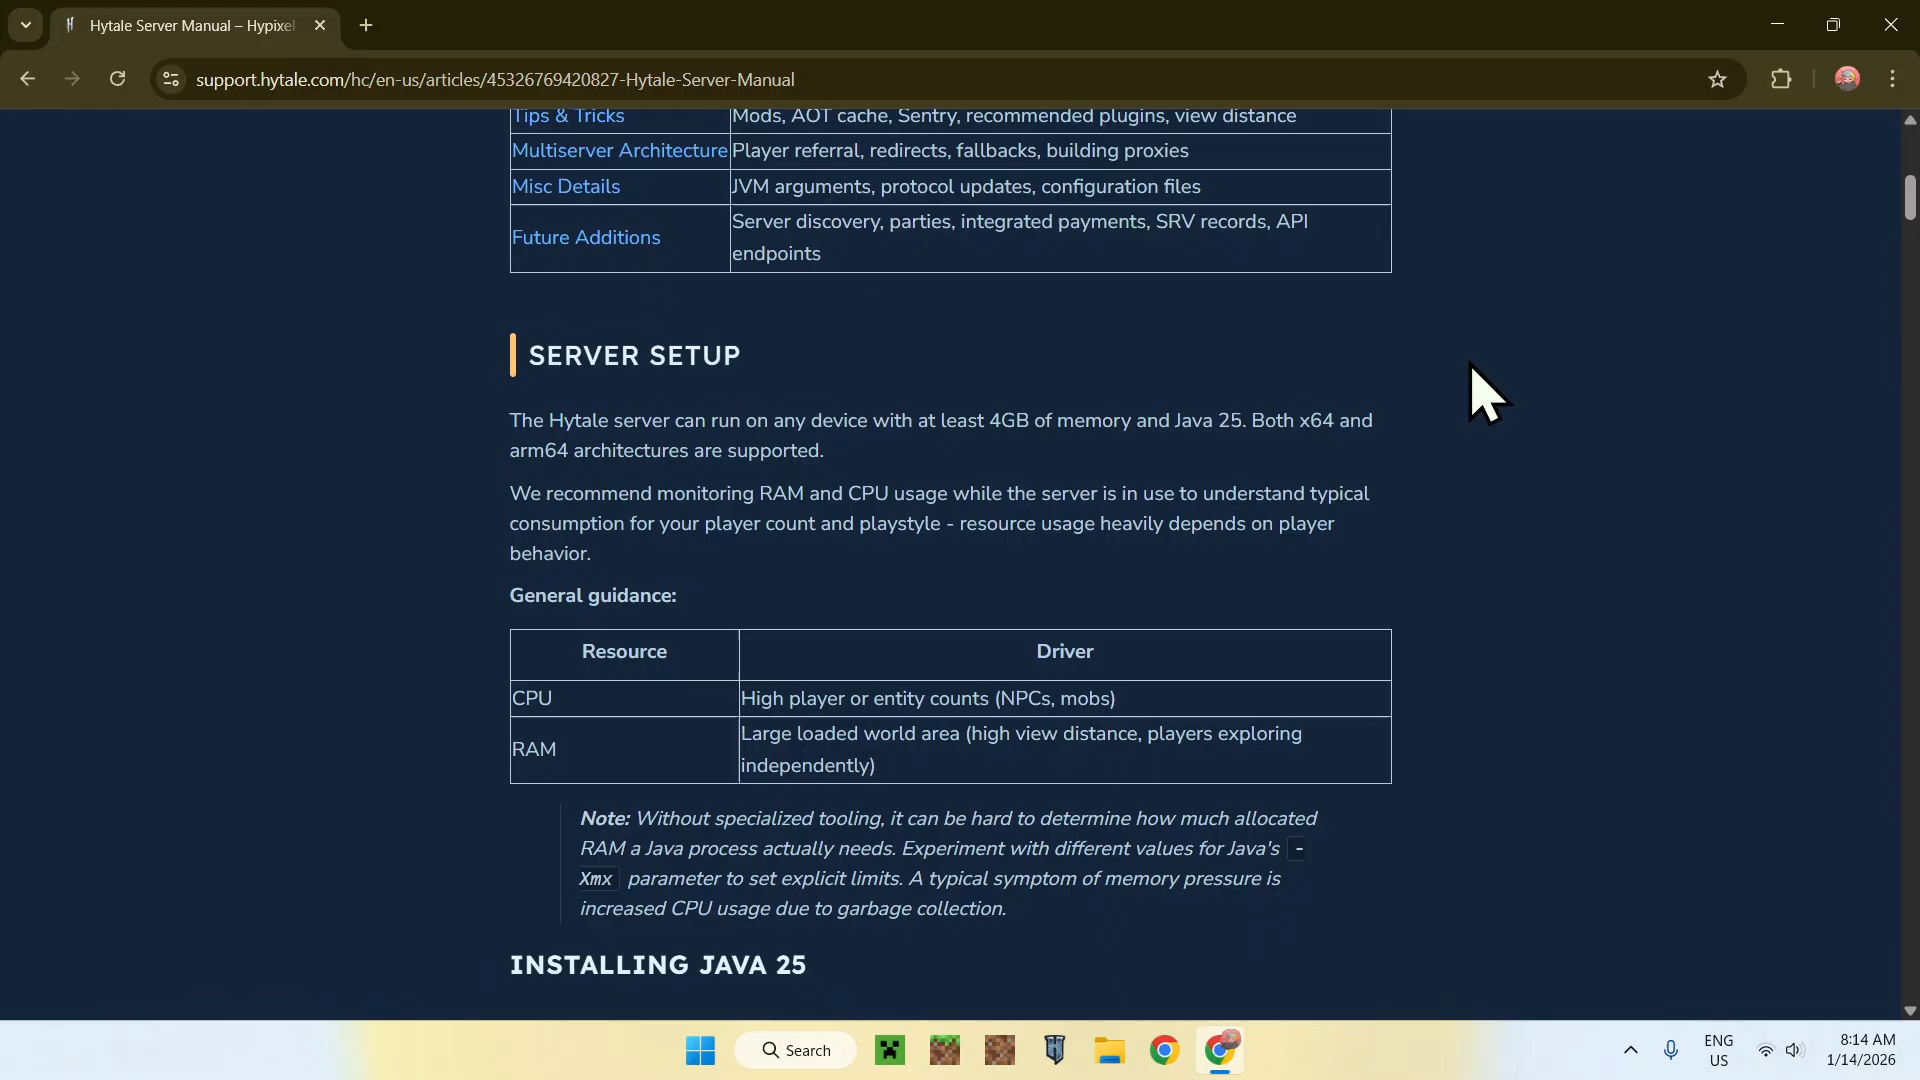 Hytale Server Manual – Hypixel
support.hytale.com/hc/en-us/articles/45326769420827-Hytale-Server-Manual
Tips & Tricks
Mods, AOT cache, Sentry, recommended plugins, view distance
Multiserver Architecture
Player referral, redirects, fallbacks, building proxies
Misc Details
JVM arguments, protocol updates, configuration files
Future Additions
Server discovery, parties, integrated payments, SRV records, API
endpoints
SERVER SETUP
The Hytale server can run on any device with at least 4GB of memory and Java 25. Both x64 and
arm64 architectures are supported.
We recommend monitoring RAM and CPU usage while the server is in use to understand typical
consumption for your player count and playstyle - resource usage heavily depends on player
behavior.
General guidance:
Resource
Driver
CPU
High player or entity counts (NPCs, mobs)
RAM
Large loaded world area (high view distance, players exploring
independently)
Note: Without specialized tooling, it can be hard to determine how much allocated
RAM a Java process actually needs. Experiment with different values for Java's -
Xmx parameter to set explicit limits. A typical symptom of memory pressure is
increased CPU usage due to garbage collection.
INSTALLING JAVA 25
Search
ENG
US
8:14 AM
1/14/2026